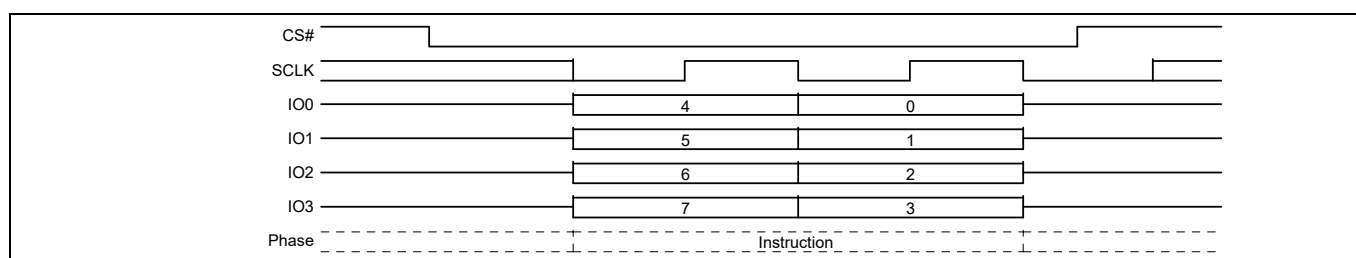 CS#
SCLK
IO0 4 0
IO1 5 1
IO2 6 2
IO3 7 3
Phase Instruction